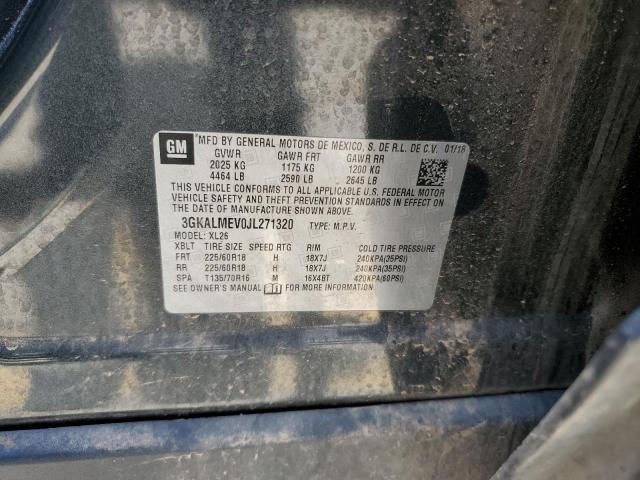 GM
*MFD BY GENERAL MOTORS DE MEXICO, S. DE R.L. DE C.V. 01/18
GVWR GAWR FRT GAWR RR
2025 KG 1175 KG 1200 KG
4464 LB 2590 LB 2645 LB
THIS VEHICLE CONFORMS TO ALL APPLICABLE U.S. FEDERAL MOTOR
VEHICLE SAFETY AND THEFT PREVENTION STANDARDS IN EFFECT ON
THE DATE OF MANUFACTURE SHOWN ABOVE.
3GKALMEV0JL271320 TYPE: M.P.V.
MODEL: XL26
XBLT TIRE SIZE SPEED RTG RIM COLD TIRE PRESSURE
FRT 225/60R18 H 18X7J 240KPA(35PSI)
RR 225/60R18 H 18X7J 240KPA(35PSI)
SPA T135/70R16 M 16X4BT 420KPA(60PSI)
SEE OWNER'S MANUAL FOR MORE INFORMATION.